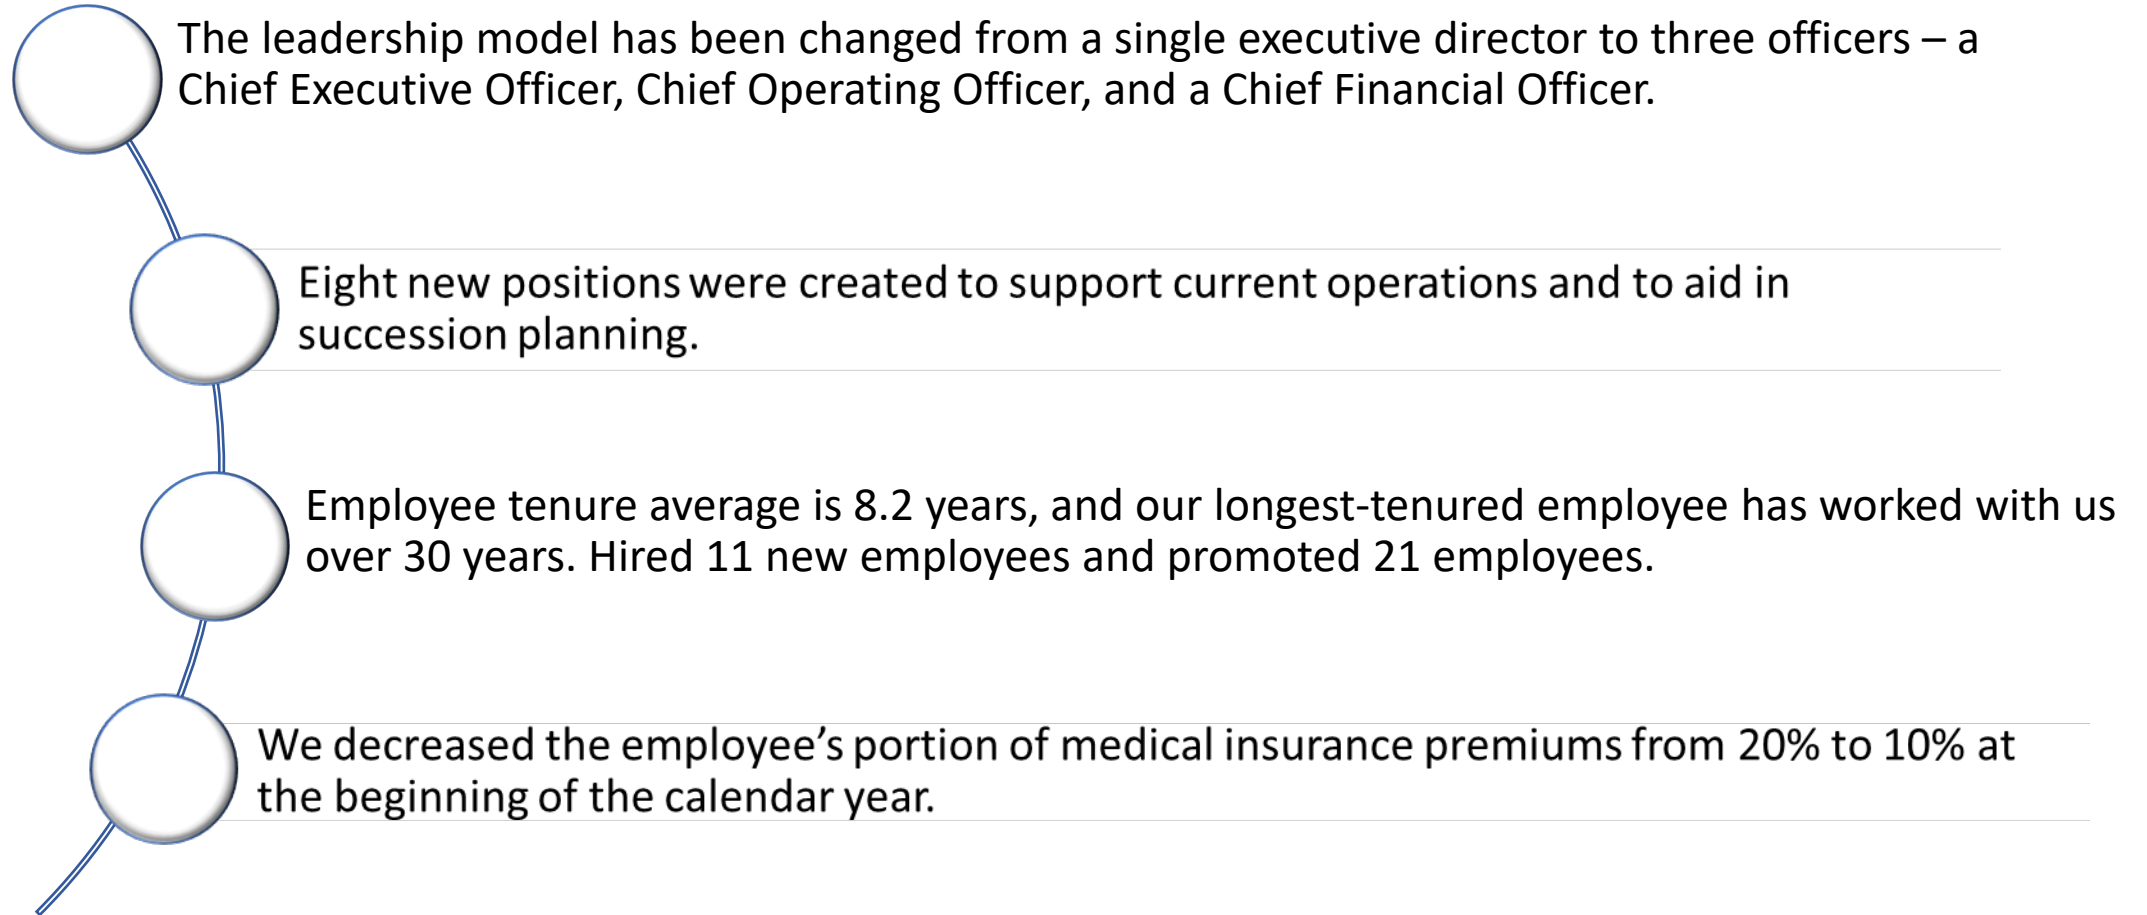 The leadership model has been changed from a single executive director to three officers – a
Chief Executive Officer, Chief Operating Officer, and a Chief Financial Officer.
Eight new positions were created to support current operations and to aid in
succession planning.
Employee tenure average is 8.2 years, and our longest-tenured employee has worked with us
over 30 years. Hired 11 new employees and promoted 21 employees.
We decreased the employee’s portion of medical insurance premiums from 20% to 10% at
the beginning of the calendar year.